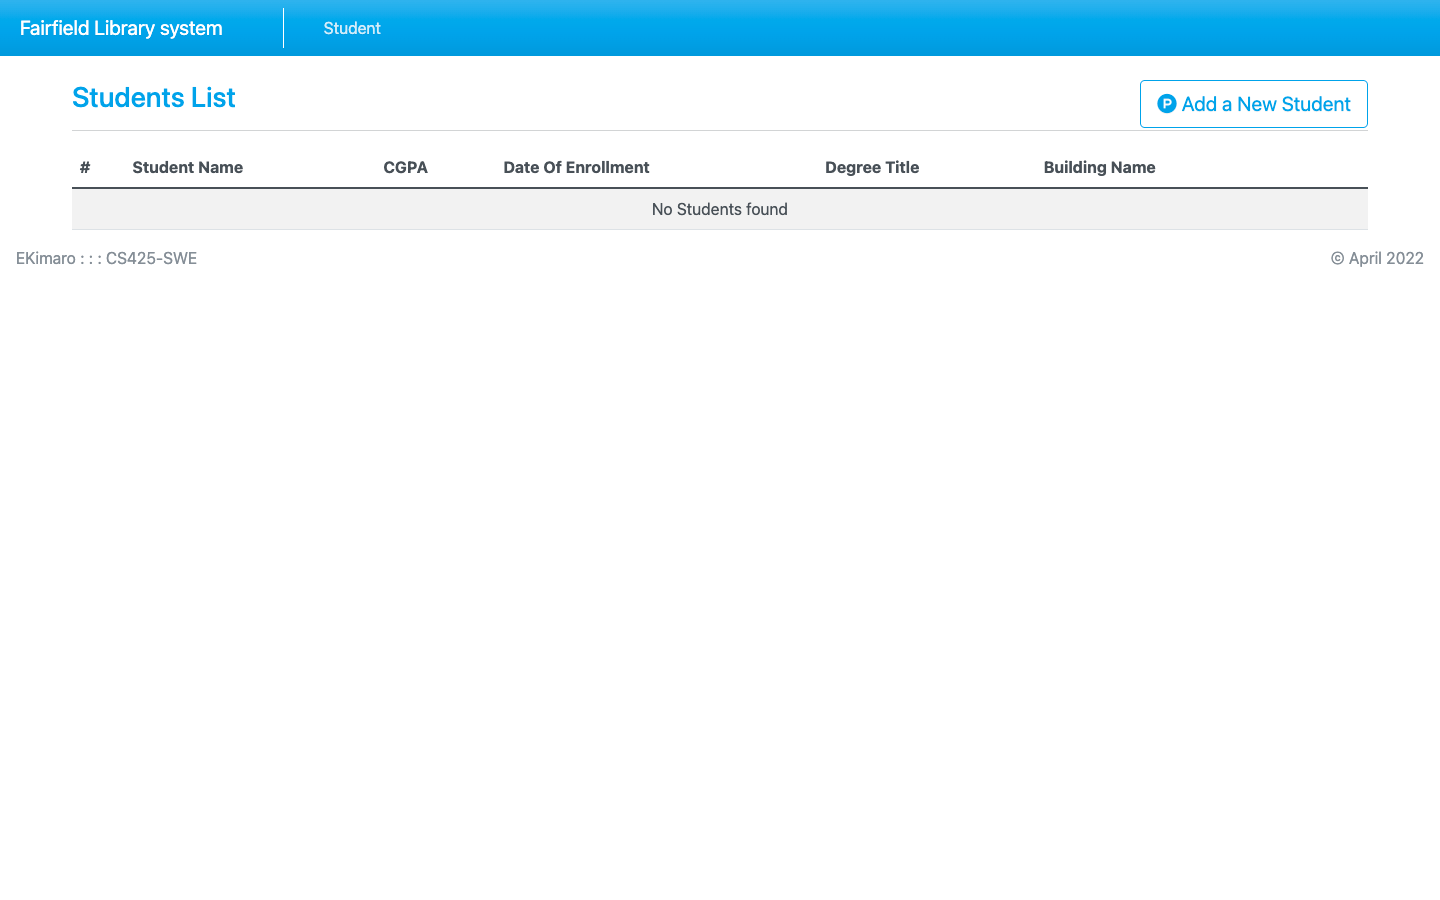 Fairfield Library system
Student
Students List
Add a New Student
# Student Name CGPA Date Of Enrollment Degree Title Building Name
No Students found
EKimaro : : : CS425-SWE
© April 2022